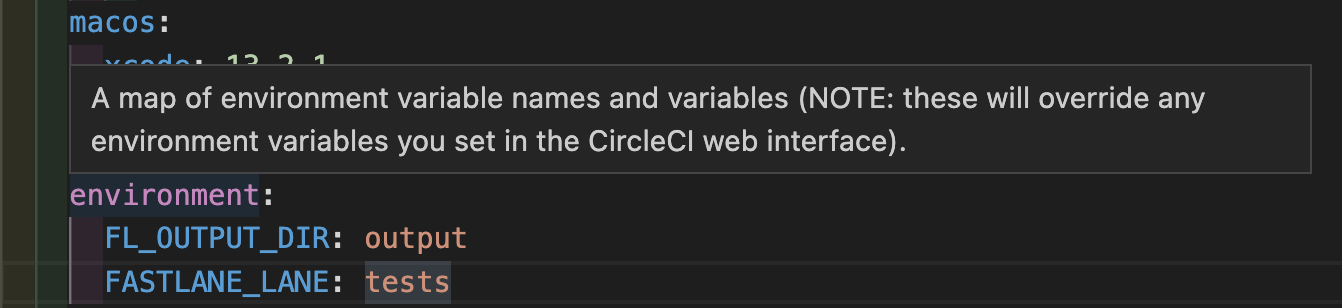 macos:
xcode: 13.2.1
A map of environment variable names and variables (NOTE: these will override any
environment variables you set in the CircleCI web interface).
environment:
FL_OUTPUT_DIR: output
FASTLANE_LANE: tests